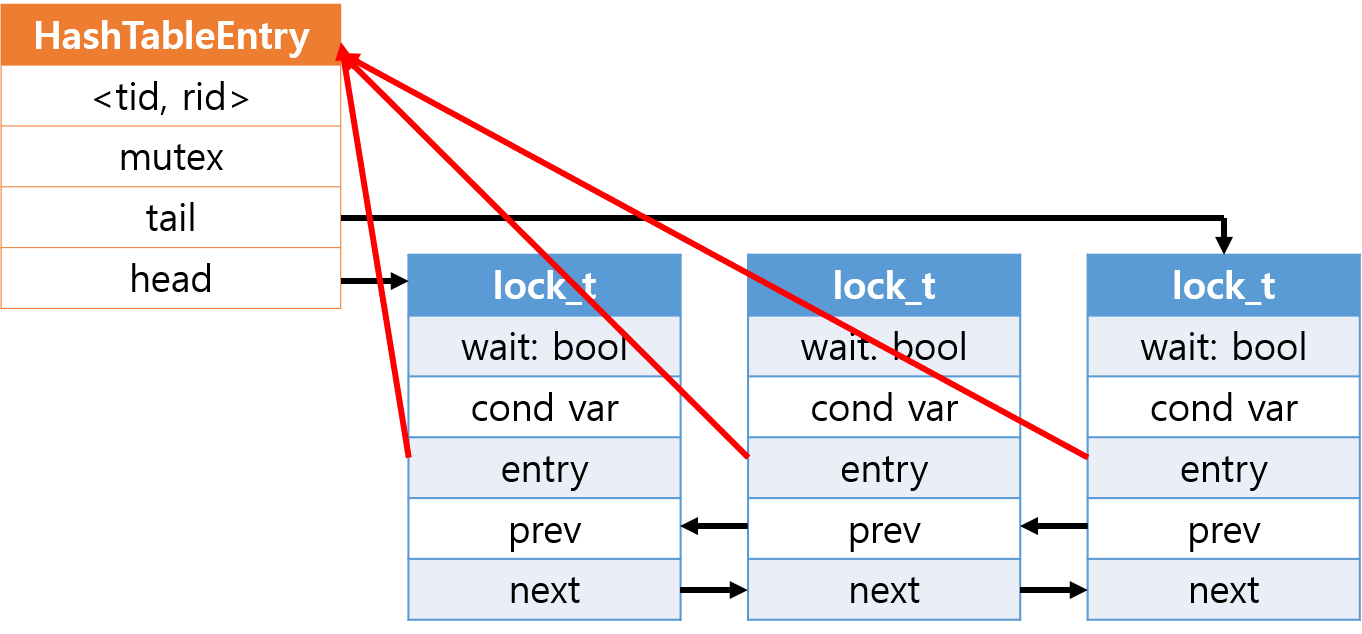 HashTableEntry
<tid, rid>
mutex
tail
head
lock_t
wait: bool
cond var
entry
prev
next
lock_t
wait: bool
cond var
entry
prev
next
lock_t
wait: bool
cond var
entry
prev
next